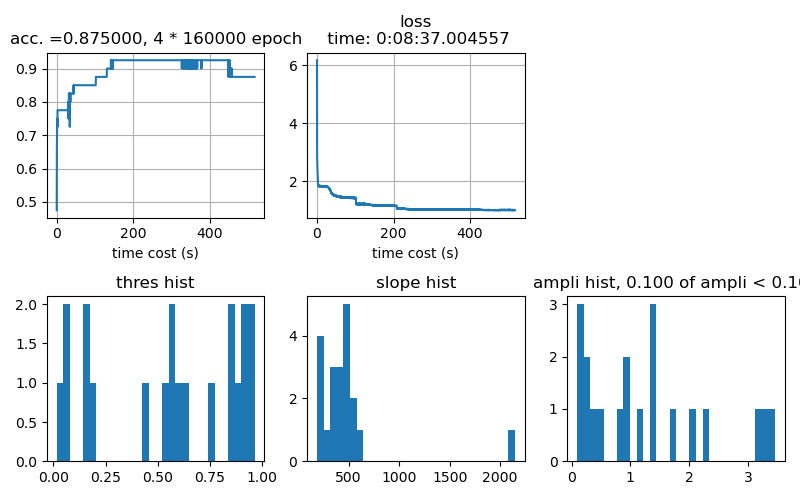 acc. =0.875000, 4 * 160000 epoch
0.9
0.8
0.7
0.6
0.5
0 200 400
time cost (s)
loss
time: 0:08:37.004557
6
4
2
0 200 400
time cost (s)
thres hist
2.0
1.5
1.0
0.5
0.0
0.00 0.25 0.50 0.75 1.00
slope hist
4
2
0
500 1000 1500 2000
ampli hist, 0.100 of ampli < 0.10
3
2
1
0
0 1 2 3